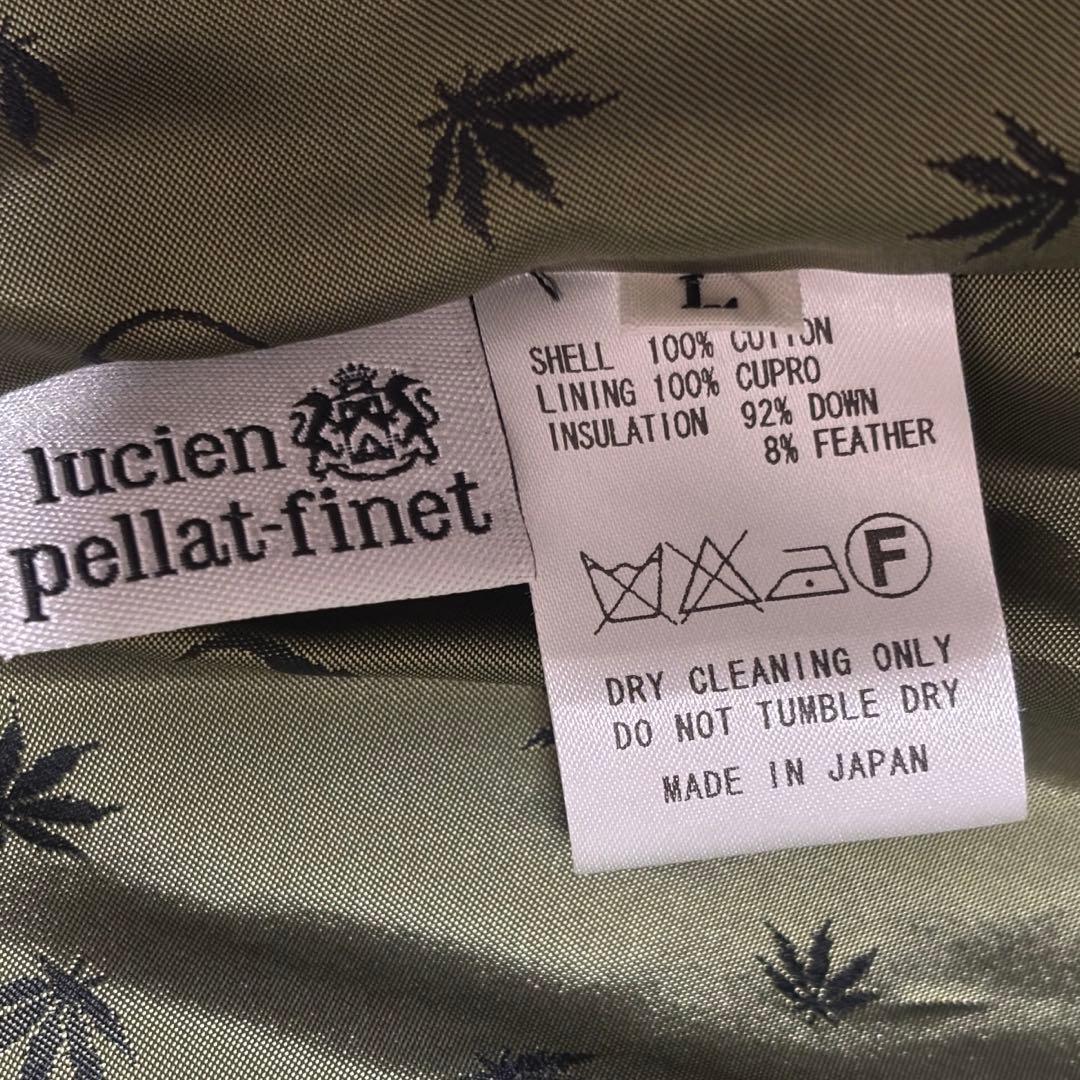 lucien
pellat-finet
L
SHELL 100% COTTON
LINING 100% CUPRO
INSULATION 92% DOWN
8% FEATHER
F
DRY CLEANING ONLY
DO NOT TUMBLE DRY
MADE IN JAPAN